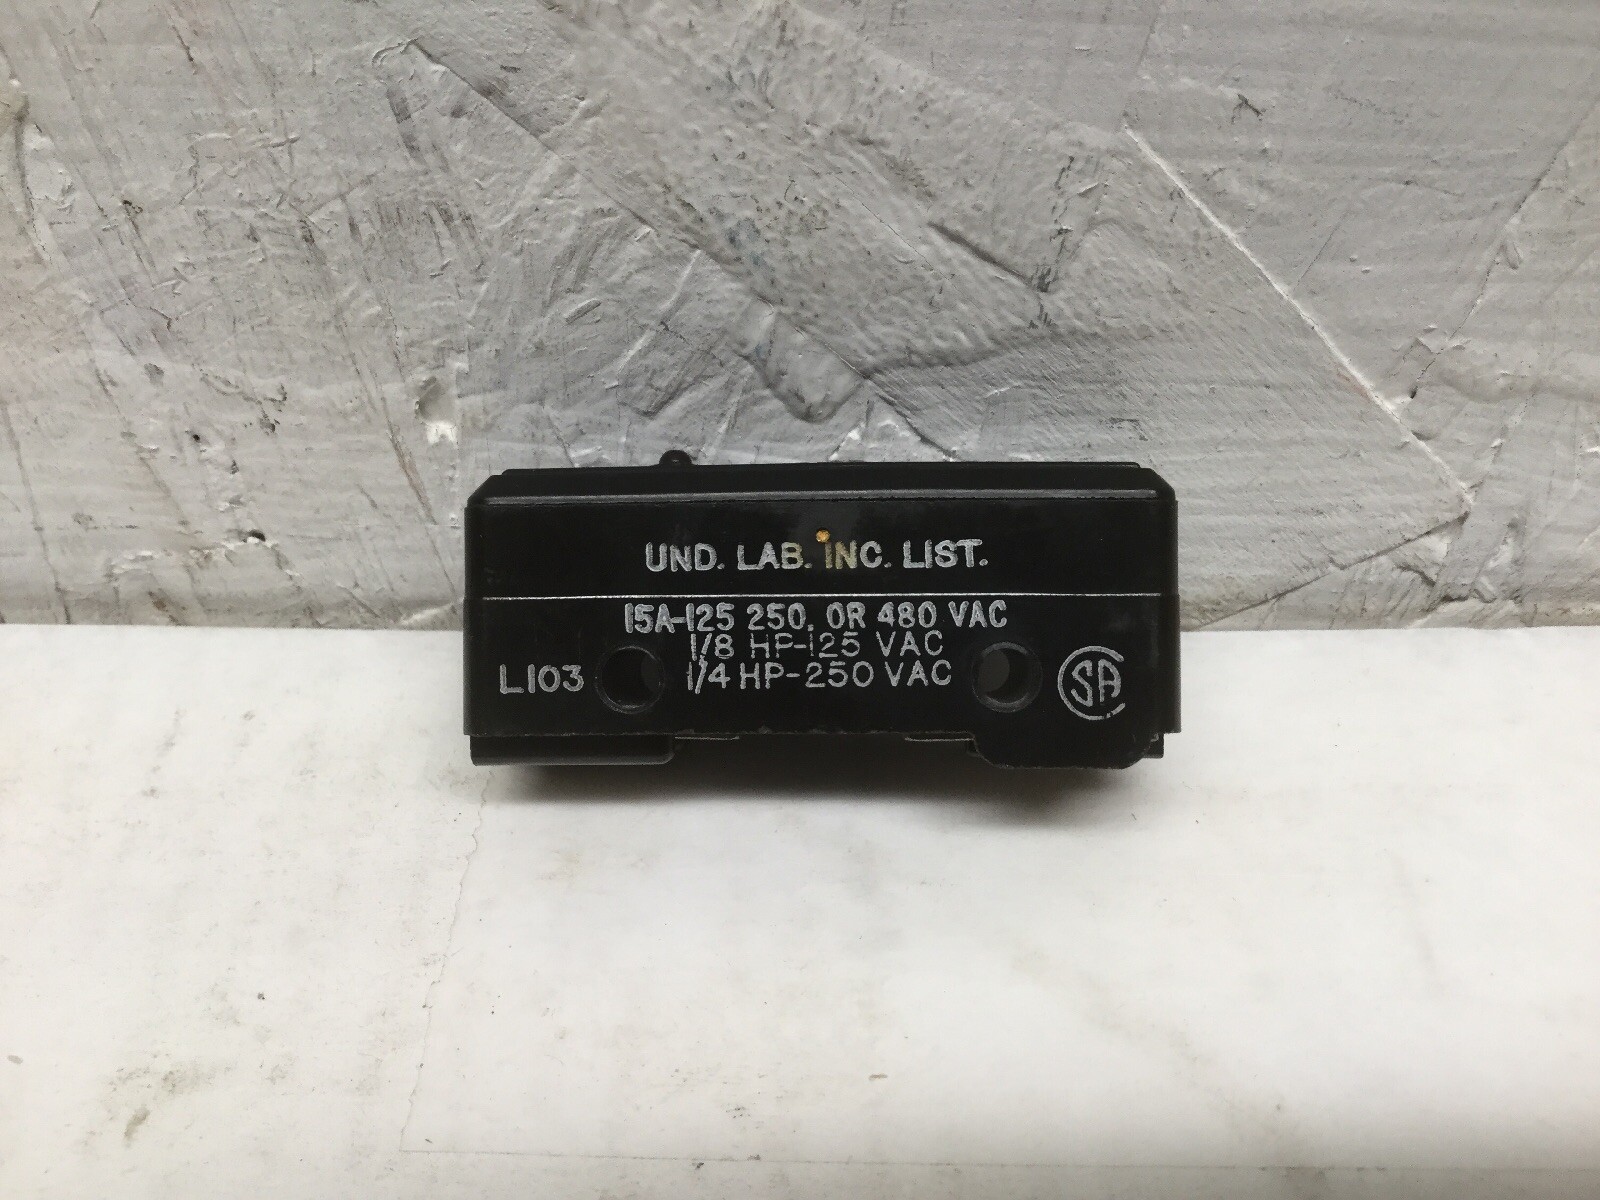 UND. LAB. INC. LIST.
15A-125 250, OR 480 VAC
1/8 HP-125 VAC
1/4 HP-250 VAC
L103
SA